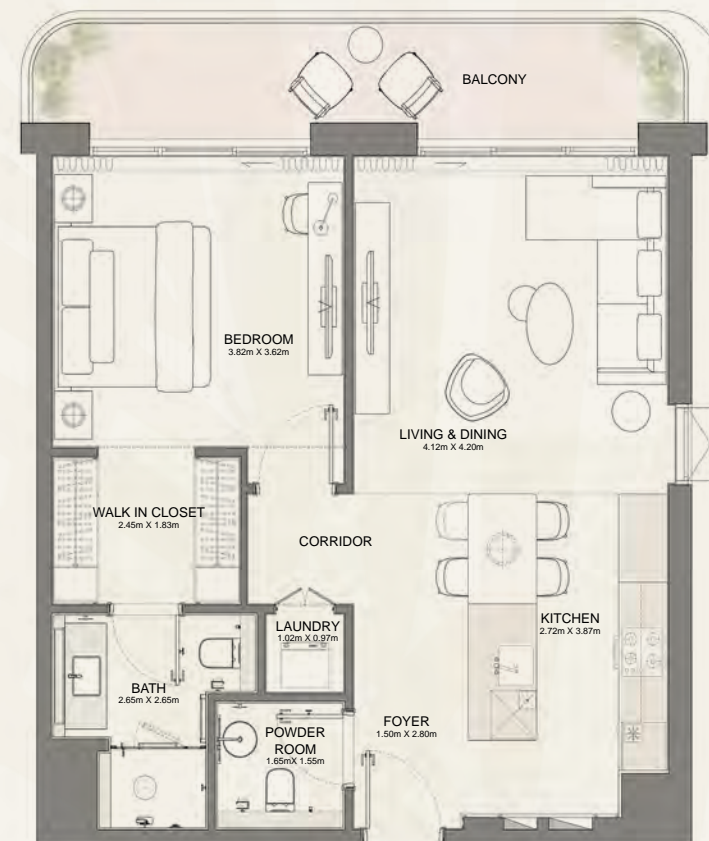 BALCONY
BEDROOM
3.82m X 3.62m
LIVING & DINING
4.12m X 4.20m
WALK IN CLOSET
2.45m X 1.83m
CORRIDOR
LAUNDRY
1.02m X 0.97m
KITCHEN
2.72m X 3.87m
BATH
2.65m X 2.65m
FOYER
1.50m X 2.80m
POWDER
ROOM
1.65mX 1.55m